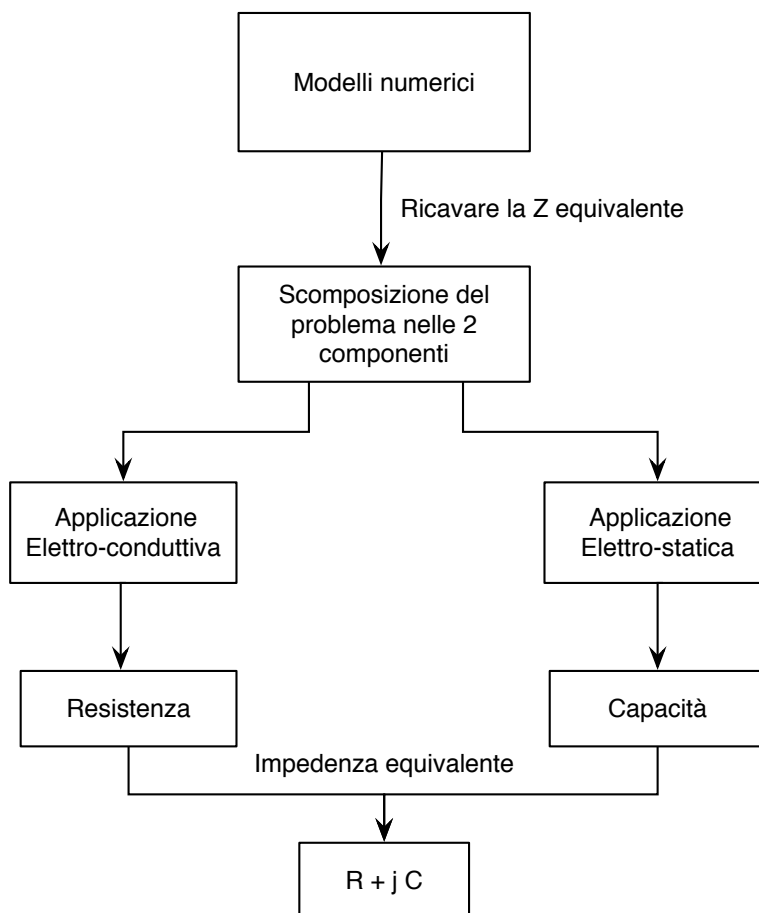 Modelli numerici
Ricavare la Z equivalente
Scomposizione del
problema nelle 2
componenti
Applicazione
Elettro-conduttiva
Applicazione
Elettro-statica
Resistenza
Capacità
Impedenza equivalente
R + j C